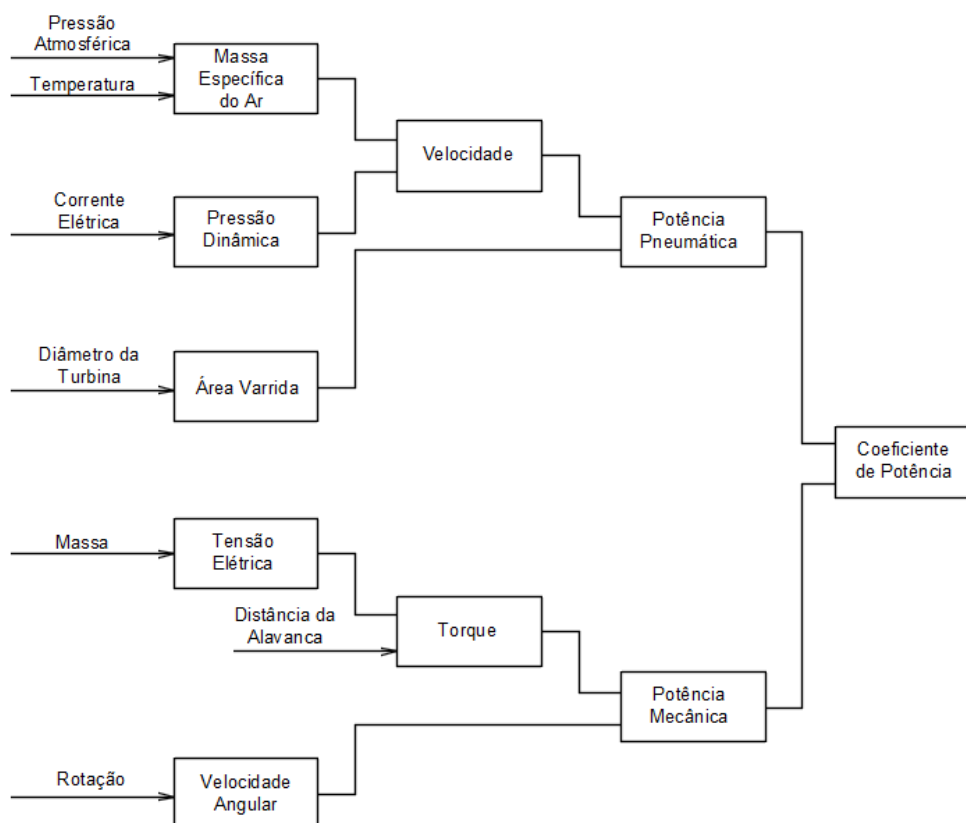 Pressão
Atmosférica
Temperatura
Massa
Específica
do Ar
Velocidade
Corrente
Elétrica
Pressão
Dinâmica
Potência
Pneumática
Diâmetro da
Turbina
Área Varrida
Coeficiente
de Potência
Massa
Tensão
Elétrica
Distância da
Alavanca
Torque
Potência
Mecânica
Rotação
Velocidade
Angular